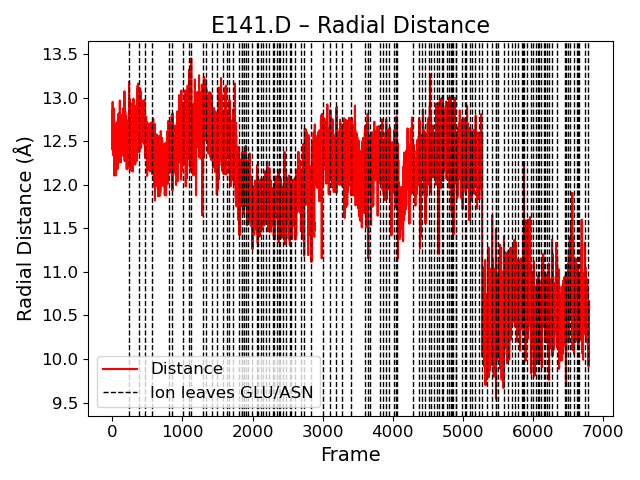 E141.D – Radial Distance
Radial Distance (Å)
13.5
13.0
12.5
12.0
11.5
11.0
10.5
10.0
9.5
Distance
Ion leaves GLU/ASN
0 1000 2000 3000 4000 5000 6000 7000
Frame